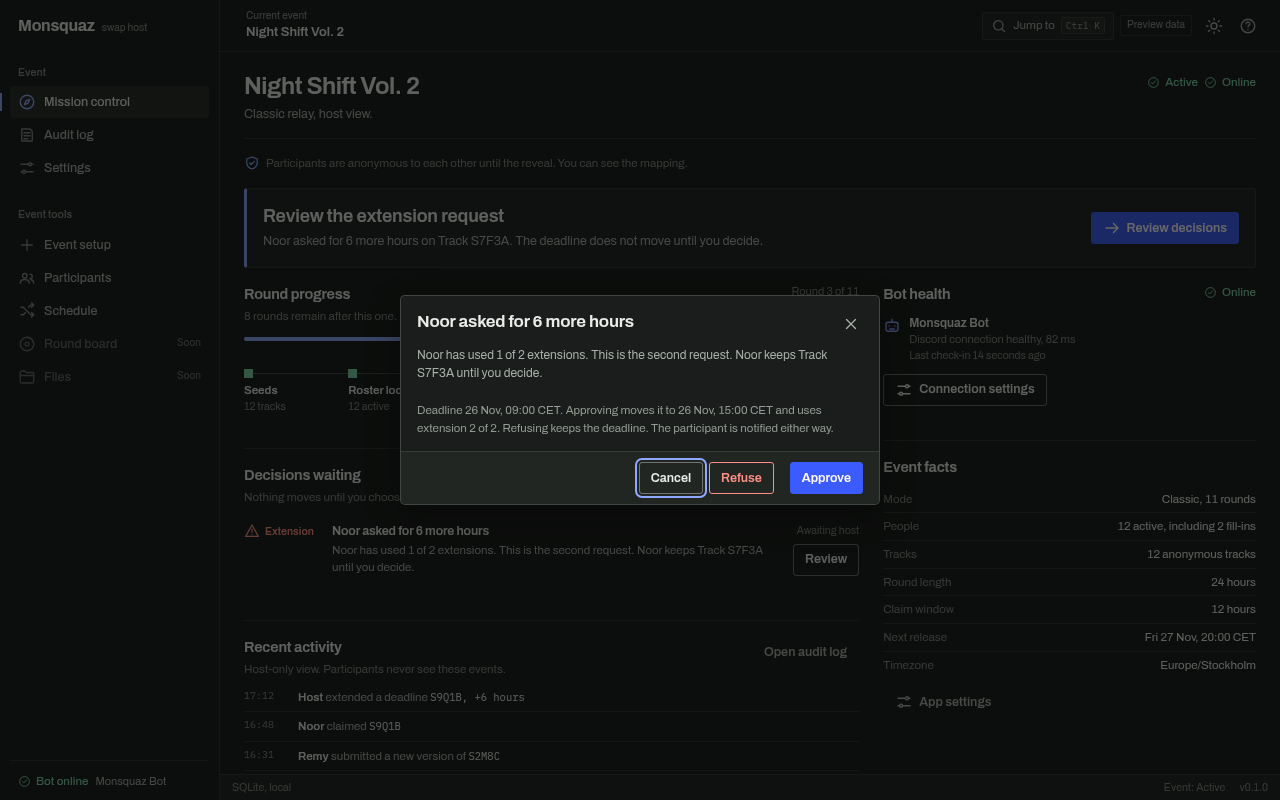 Monsquaz swap host
Current event
Night Shift Vol. 2
Jump to Ctrl K
Preview data
Event
Mission control
Audit log
Settings
Event tools
Event setup
Participants
Schedule
Round board Soon
Files Soon
Bot online Monsquaz Bot
Night Shift Vol. 2
Active Online
Classic relay, host view.
Participants are anonymous to each other until the reveal. You can see the mapping.
Review the extension request
Noor asked for 6 more hours on Track S7F3A. The deadline does not move until you decide.
Review decisions
Round progress
Round 3 of 11
8 rounds remain after this one.
Seeds
12 tracks
Roster loc
12 active
Noor asked for 6 more hours
Noor has used 1 of 2 extensions. This is the second request. Noor keeps Track
S7F3A until you decide.
Deadline 26 Nov, 09:00 CET. Approving moves it to 26 Nov, 15:00 CET and uses
extension 2 of 2. Refusing keeps the deadline. The participant is notified either way.
Cancel
Refuse
Approve
Decisions waiting
Nothing moves until you choos
Extension
Noor asked for 6 more hours
Noor has used 1 of 2 extensions. This is the second request. Noor keeps Track S7F3A
until you decide.
Awaiting host
Review
Recent activity
Host-only view. Participants never see these events.
Open audit log
17:12 Host extended a deadline S9Q1B, +6 hours
16:48 Noor claimed S9Q1B
16:31 Remy submitted a new version of S2M8C
Bot health
Online
Monsquaz Bot
Discord connection healthy, 82 ms
Last check-in 14 seconds ago
Connection settings
Event facts
Mode Classic, 11 rounds
People 12 active, including 2 fill-ins
Tracks 12 anonymous tracks
Round length 24 hours
Claim window 12 hours
Next release Fri 27 Nov, 20:00 CET
Timezone Europe/Stockholm
App settings
SQLite, local
Event: Active v0.1.0